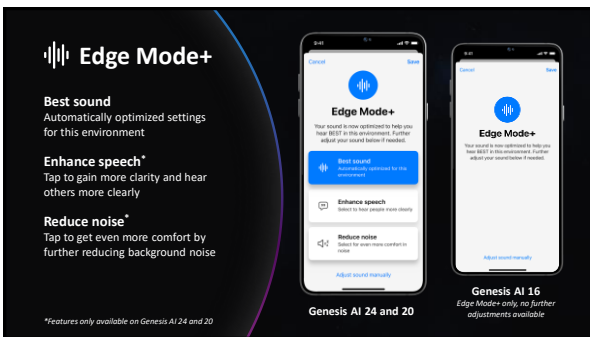 Edge Mode+
Best sound
Automatically optimized settings
for this environment
Enhance speech*
Tap to gain more clarity and hear
others more clearly
Reduce noise*
Tap to get even more comfort by
further reducing background noise
*Features only available on Genesis AI 24 and 20
9:41
Cancel
Save
Edge Mode+
Your sound is now optimized to help you
hear BEST in this environment. Further
adjust your sound below if needed.
Best sound
Automatically optimized for this
environment
Enhance speech
Select to hear people more clearly
Reduce noise
Select for even more comfort in
noise
Adjust sound manually
Genesis AI 24 and 20
9:41
Cancel
Save
Edge Mode+
Your sound is now optimized to help you
hear BEST in this environment. Further
adjust your sound below if needed.
Adjust sound manually
Genesis AI 16
Edge Mode+ only, no further
adjustments available